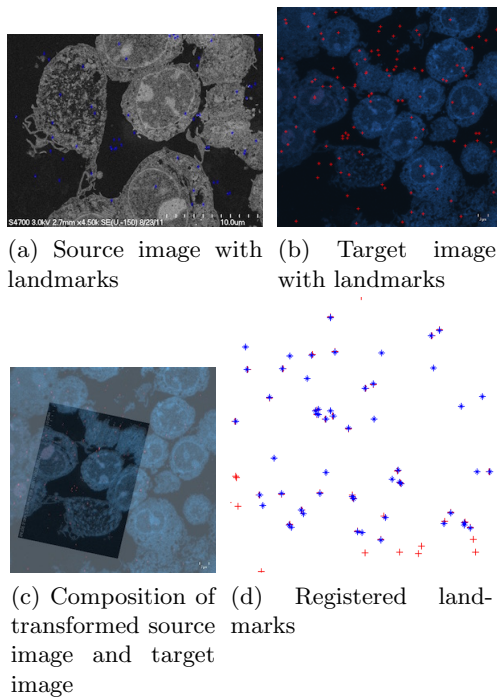 S4700 3.0kV 2.7mm x4.50k SE(U,-150) 8/23/11 10.0um
(a) Source image with
landmarks
(b) Target image
with landmarks
(c) Composition of
transformed source
image and target
image
(d) Registered land-
marks